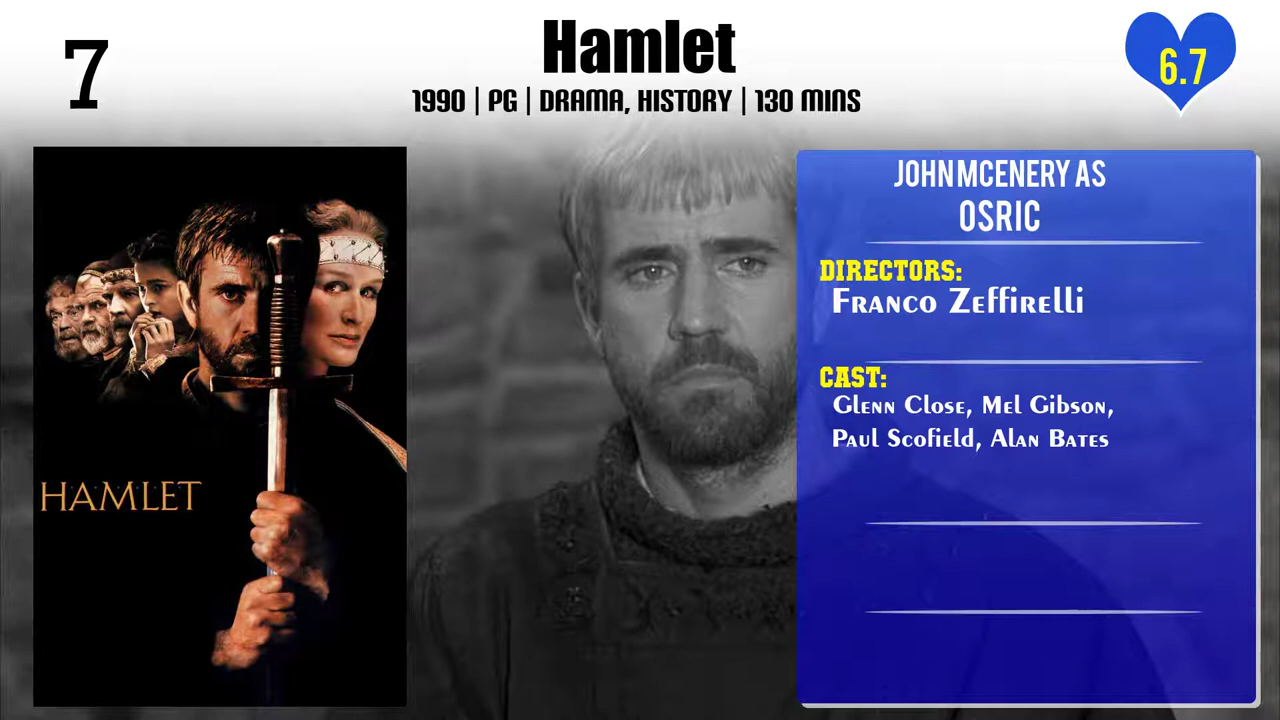 7
Hamlet
6.7
1990 | PG | DRAMA, HISTORY | 130 MINS
HAMLET
JOHN MCENERY AS
OSRIC
DIRECTORS:
Franco Zeffirelli
CAST:
Glenn Close, Mel Gibson,
Paul Scofield, Alan Bates